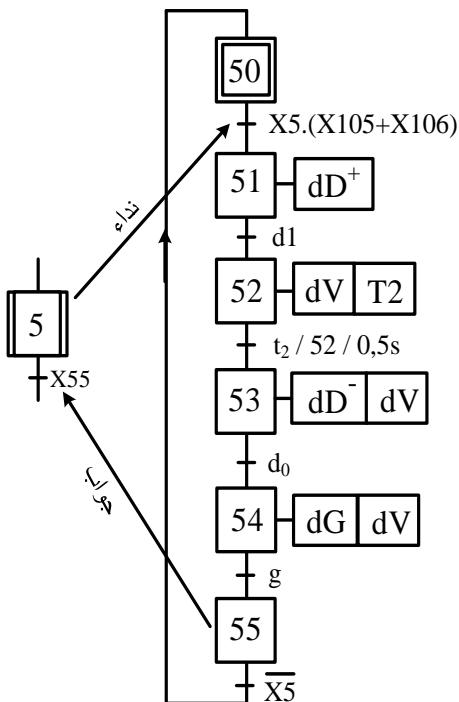 50
X5.(X105+X106)
51 dD⁺
نداء
d1
52 dV T2
5
t₂ / 52 / 0,5s
X55
53 dD⁻ dV
جواب
d₀
54 dG dV
g
55
X̅5̅